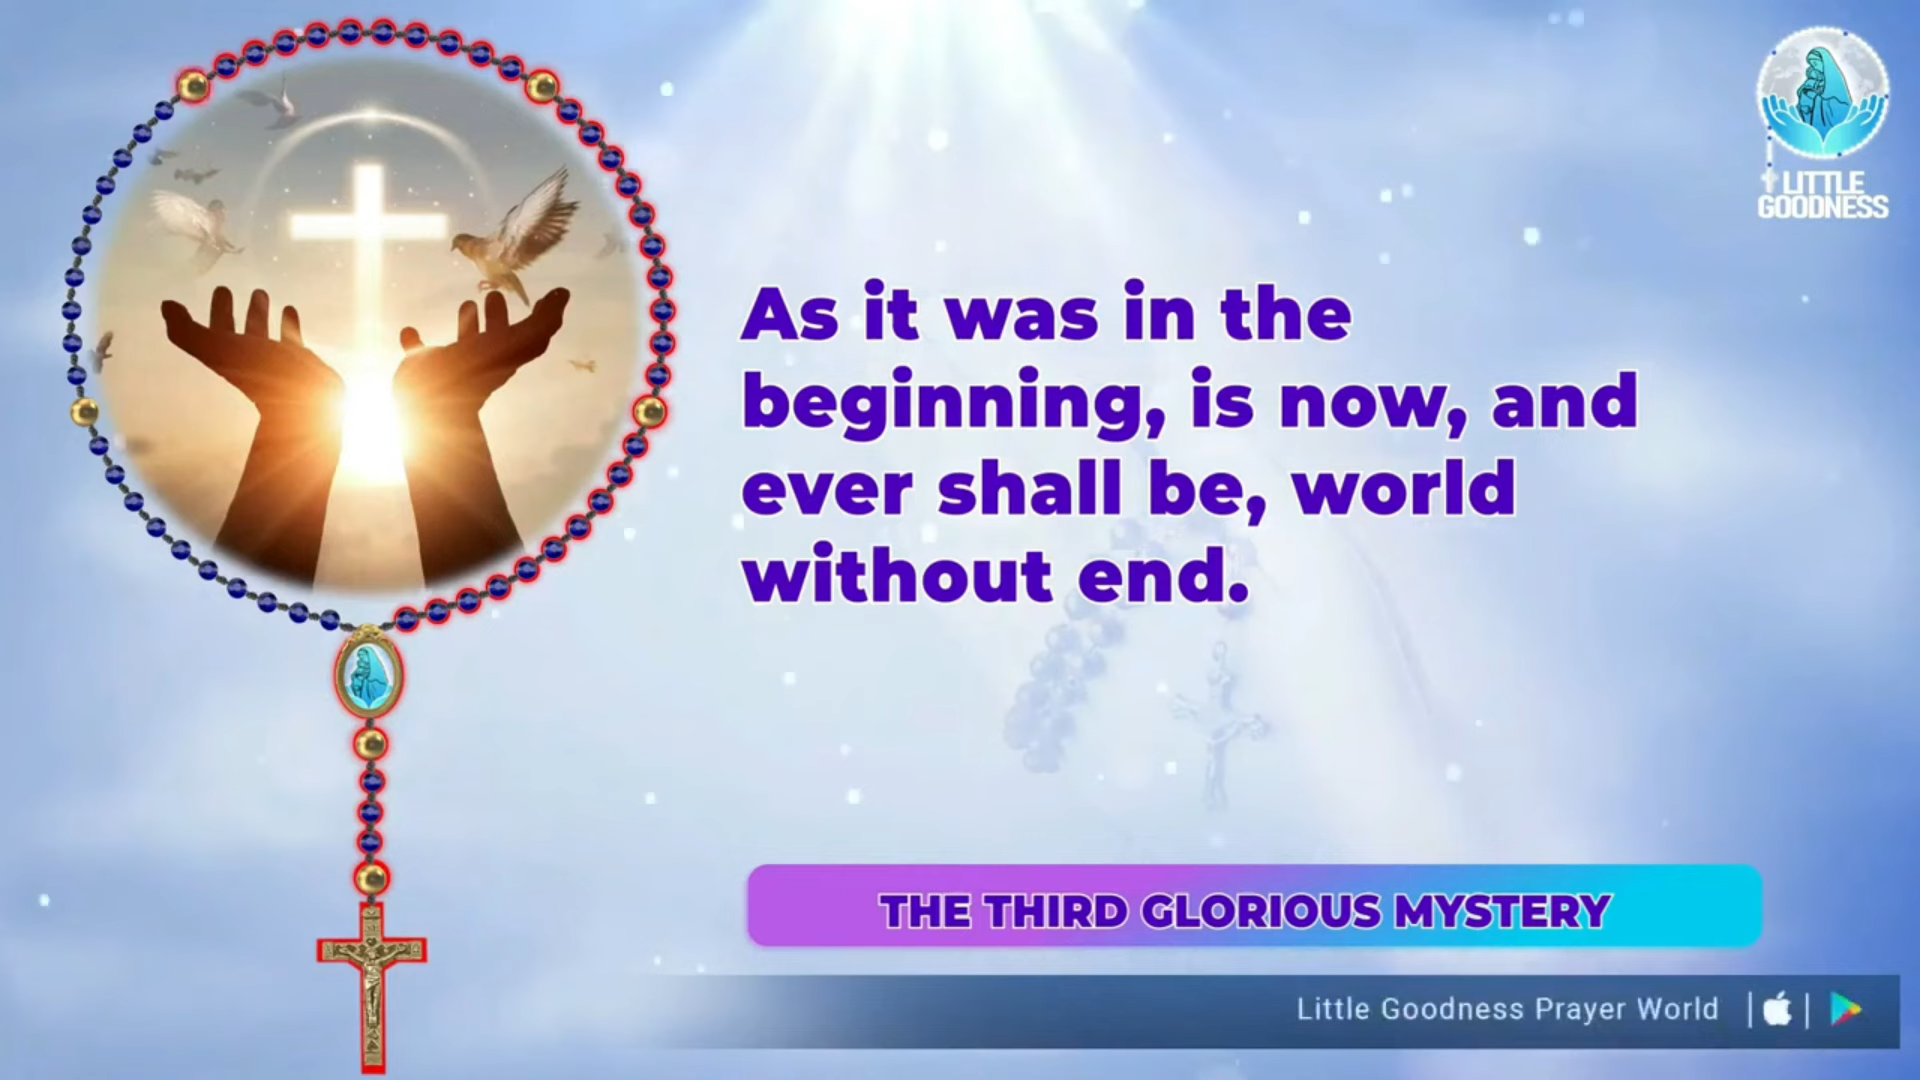 LITTLE
GOODNESS
As it was in the
beginning, is now, and
ever shall be, world
without end.
THE THIRD GLORIOUS MYSTERY
Little Goodness Prayer World